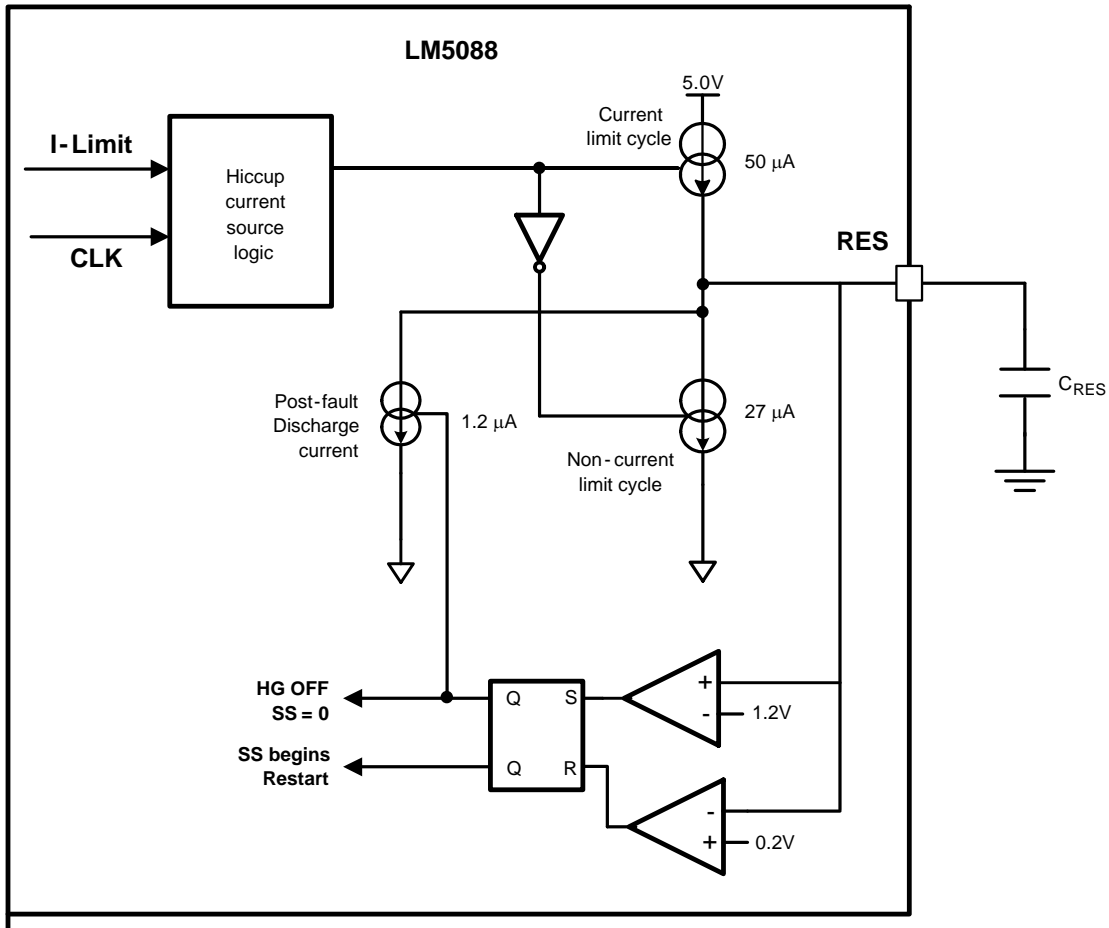 LM5088
5.0V
Current
limit cycle
50 μA
I-Limit
CLK
Hiccup
current
source
logic
RES
CRES
Post-fault
Discharge
current
1.2 μA
27 μA
Non-current
limit cycle
HG OFF
SS = 0
SS begins
Restart
Q
S
Q
R
+
-
1.2V
-
+
0.2V